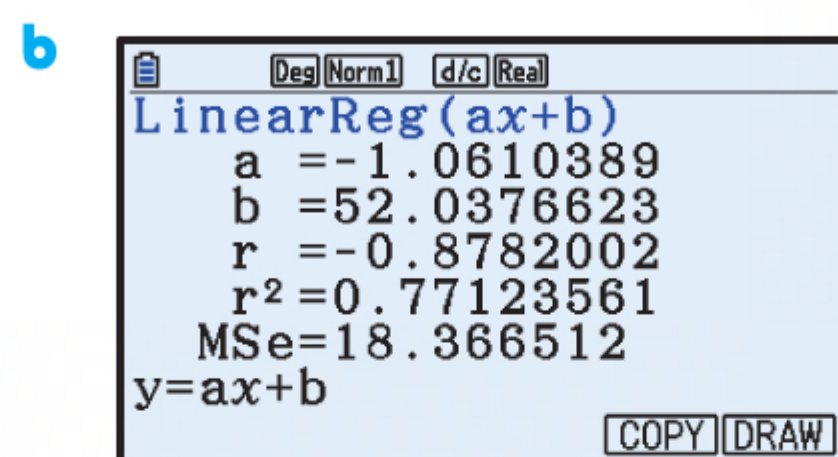 b
Deg Norm1 d/c Real
LinearReg(ax+b)
a =-1.0610389
b =52.0376623
r =-0.8782002
r²=0.77123561
MSe=18.366512
y=ax+b
COPY DRAW